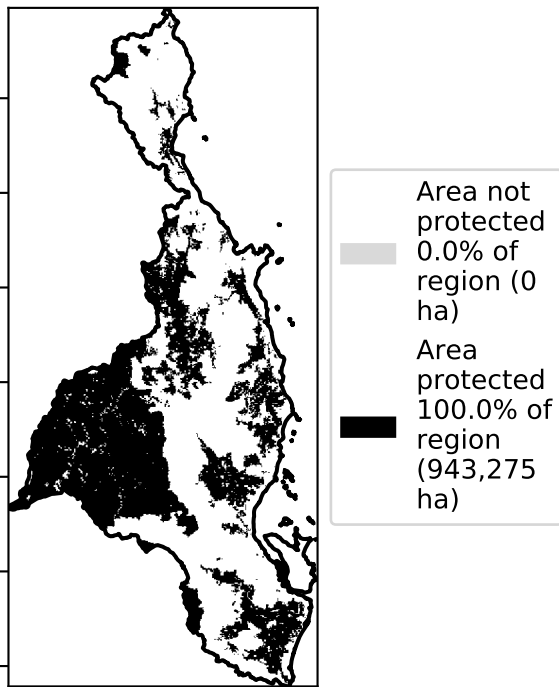 Area not
protected
0.0% of
region (0
ha)
Area
protected
100.0% of
region
(943,275
ha)